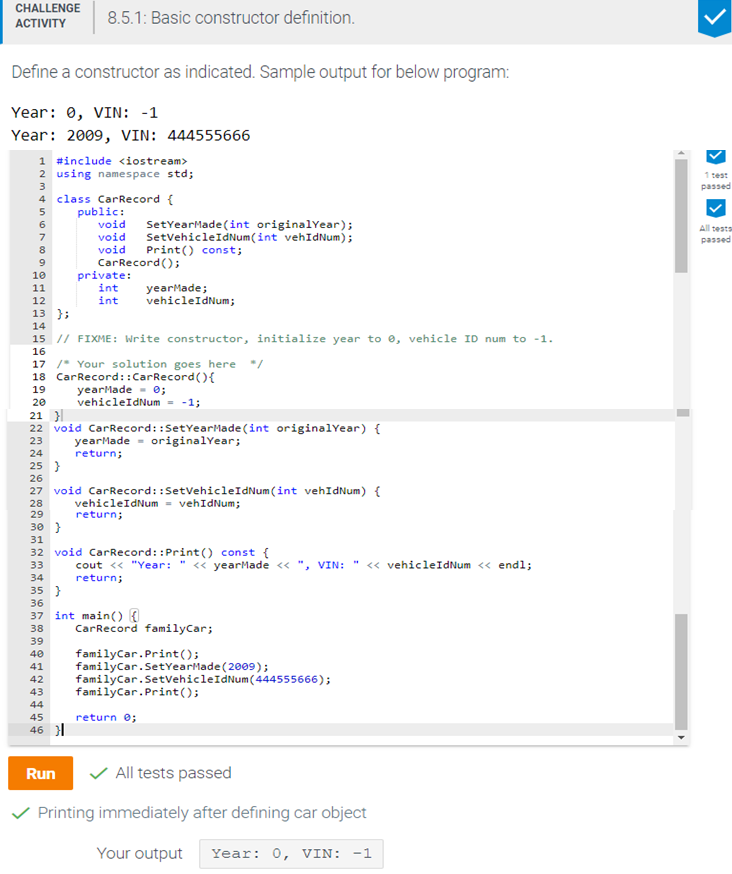 CHALLENGE
ACTIVITY
8.5.1: Basic constructor definition.
Define a constructor as indicated. Sample output for below program:
Year: 0, VIN: -1
Year: 2009, VIN: 444555666
1 #include <iostream>
2 using namespace std;
3
4 class CarRecord {
5 public:
6 void SetYearMade(int originalYear);
7 void SetVehicleIdNum(int vehIdNum);
8 void Print() const;
9 CarRecord();
10 private:
11 int yearMade;
12 int vehicleIdNum;
13 };
14
15 // FIXME: Write constructor, initialize year to 0, vehicle ID num to -1.
16
17 /* Your solution goes here */
18 CarRecord::CarRecord(){
19 yearMade = 0;
20 vehicleIdNum = -1;
21 }
22 void CarRecord::SetYearMade(int originalYear) {
23 yearMade = originalYear;
24 return;
25 }
26
27 void CarRecord::SetVehicleIdNum(int vehIdNum) {
28 vehicleIdNum = vehIdNum;
29 return;
30 }
31
32 void CarRecord::Print() const {
33 cout << "Year: " << yearMade << ", VIN: " << vehicleIdNum << endl;
34 return;
35 }
36
37 int main() {
38 CarRecord familyCar;
39
40 familyCar.Print();
41 familyCar.SetYearMade(2009);
42 familyCar.SetVehicleIdNum(444555666);
43 familyCar.Print();
44
45 return 0;
46 }
1 test
passed
All tests
passed
Run
All tests passed
Printing immediately after defining car object
Your output
Year: 0, VIN: -1